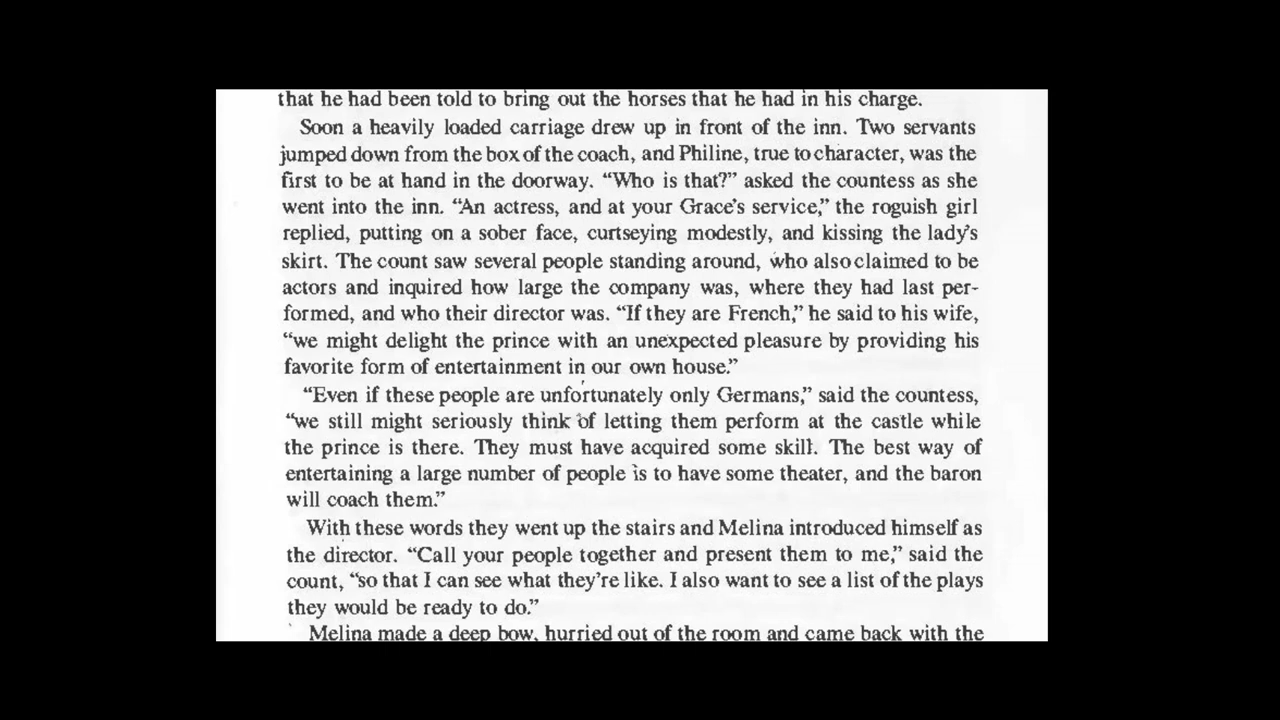 that he had been told to bring out the horses that he had in his charge.
Soon a heavily loaded carriage drew up in front of the inn. Two servants
jumped down from the box of the coach, and Philine, true to character, was the
first to be at hand in the doorway. “Who is that?” asked the countess as she
went into the inn. “An actress, and at your Grace’s service,” the roguish girl
replied, putting on a sober face, curtseying modestly, and kissing the lady’s
skirt. The count saw several people standing around, who also claimed to be
actors and inquired how large the company was, where they had last per-
formed, and who their director was. “If they are French,” he said to his wife,
“we might delight the prince with an unexpected pleasure by providing his
favorite form of entertainment in our own house.”
“Even if these people are unfortunately only Germans,” said the countess,
“we still might seriously think of letting them perform at the castle while
the prince is there. They must have acquired some skill. The best way of
entertaining a large number of people is to have some theater, and the baron
will coach them.”
With these words they went up the stairs and Melina introduced himself as
the director. “Call your people together and present them to me,” said the
count, “so that I can see what they’re like. I also want to see a list of the plays
they would be ready to do.”
Melina made a deep bow, hurried out of the room and came back with the